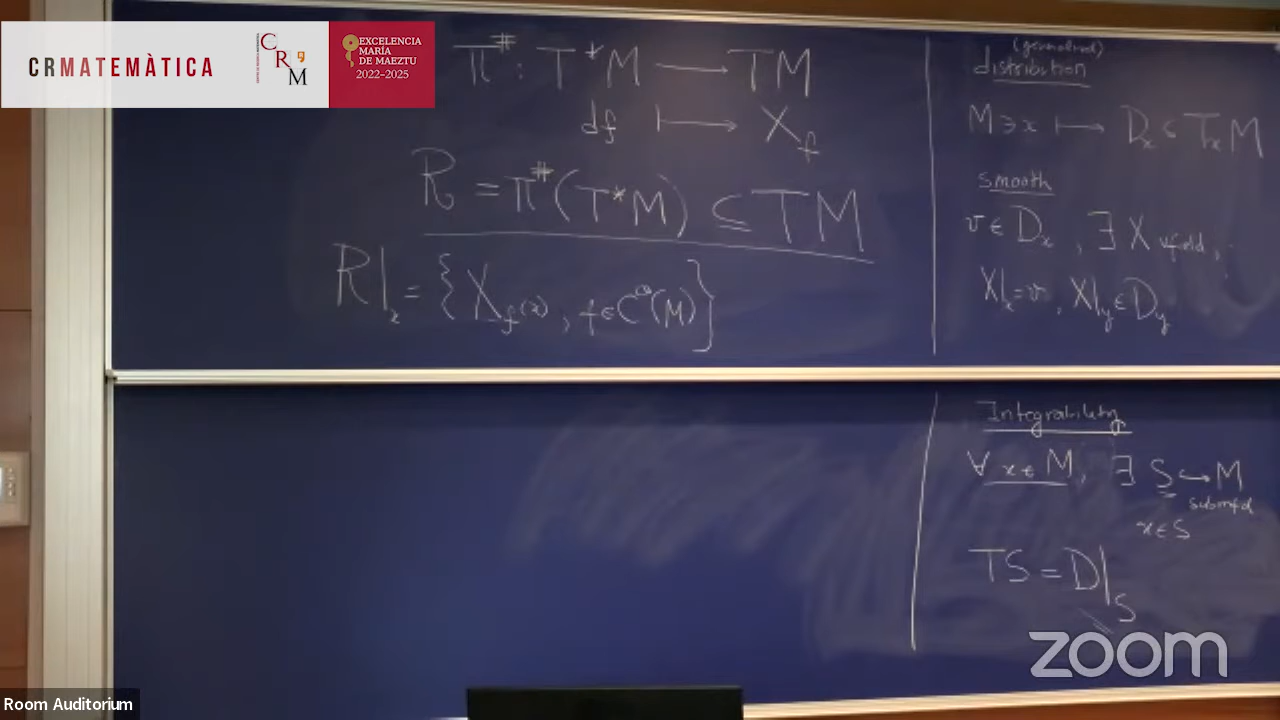 CRMATEMÀTICA
CRM
EXCELENCIA
MARÍA
DE MAEZTU
2022-2025
π^# : T*M ⟶ TM
df ⟼ X_f
R = π^#(T*M) ⊆ TM
R|_x = {X_f(x), f∈C^∞(M)}
(generalized)
distribution
M∋x ⟼ D_x ⊆ T_xM
smooth
v∈D_x, ∃ X vfield,
X|_x=v, X|_y∈D_y
Integrability
∀ x∈M, ∃ S↪M
submfd
x∈S
TS = D|_S
zoom
Room Auditorium